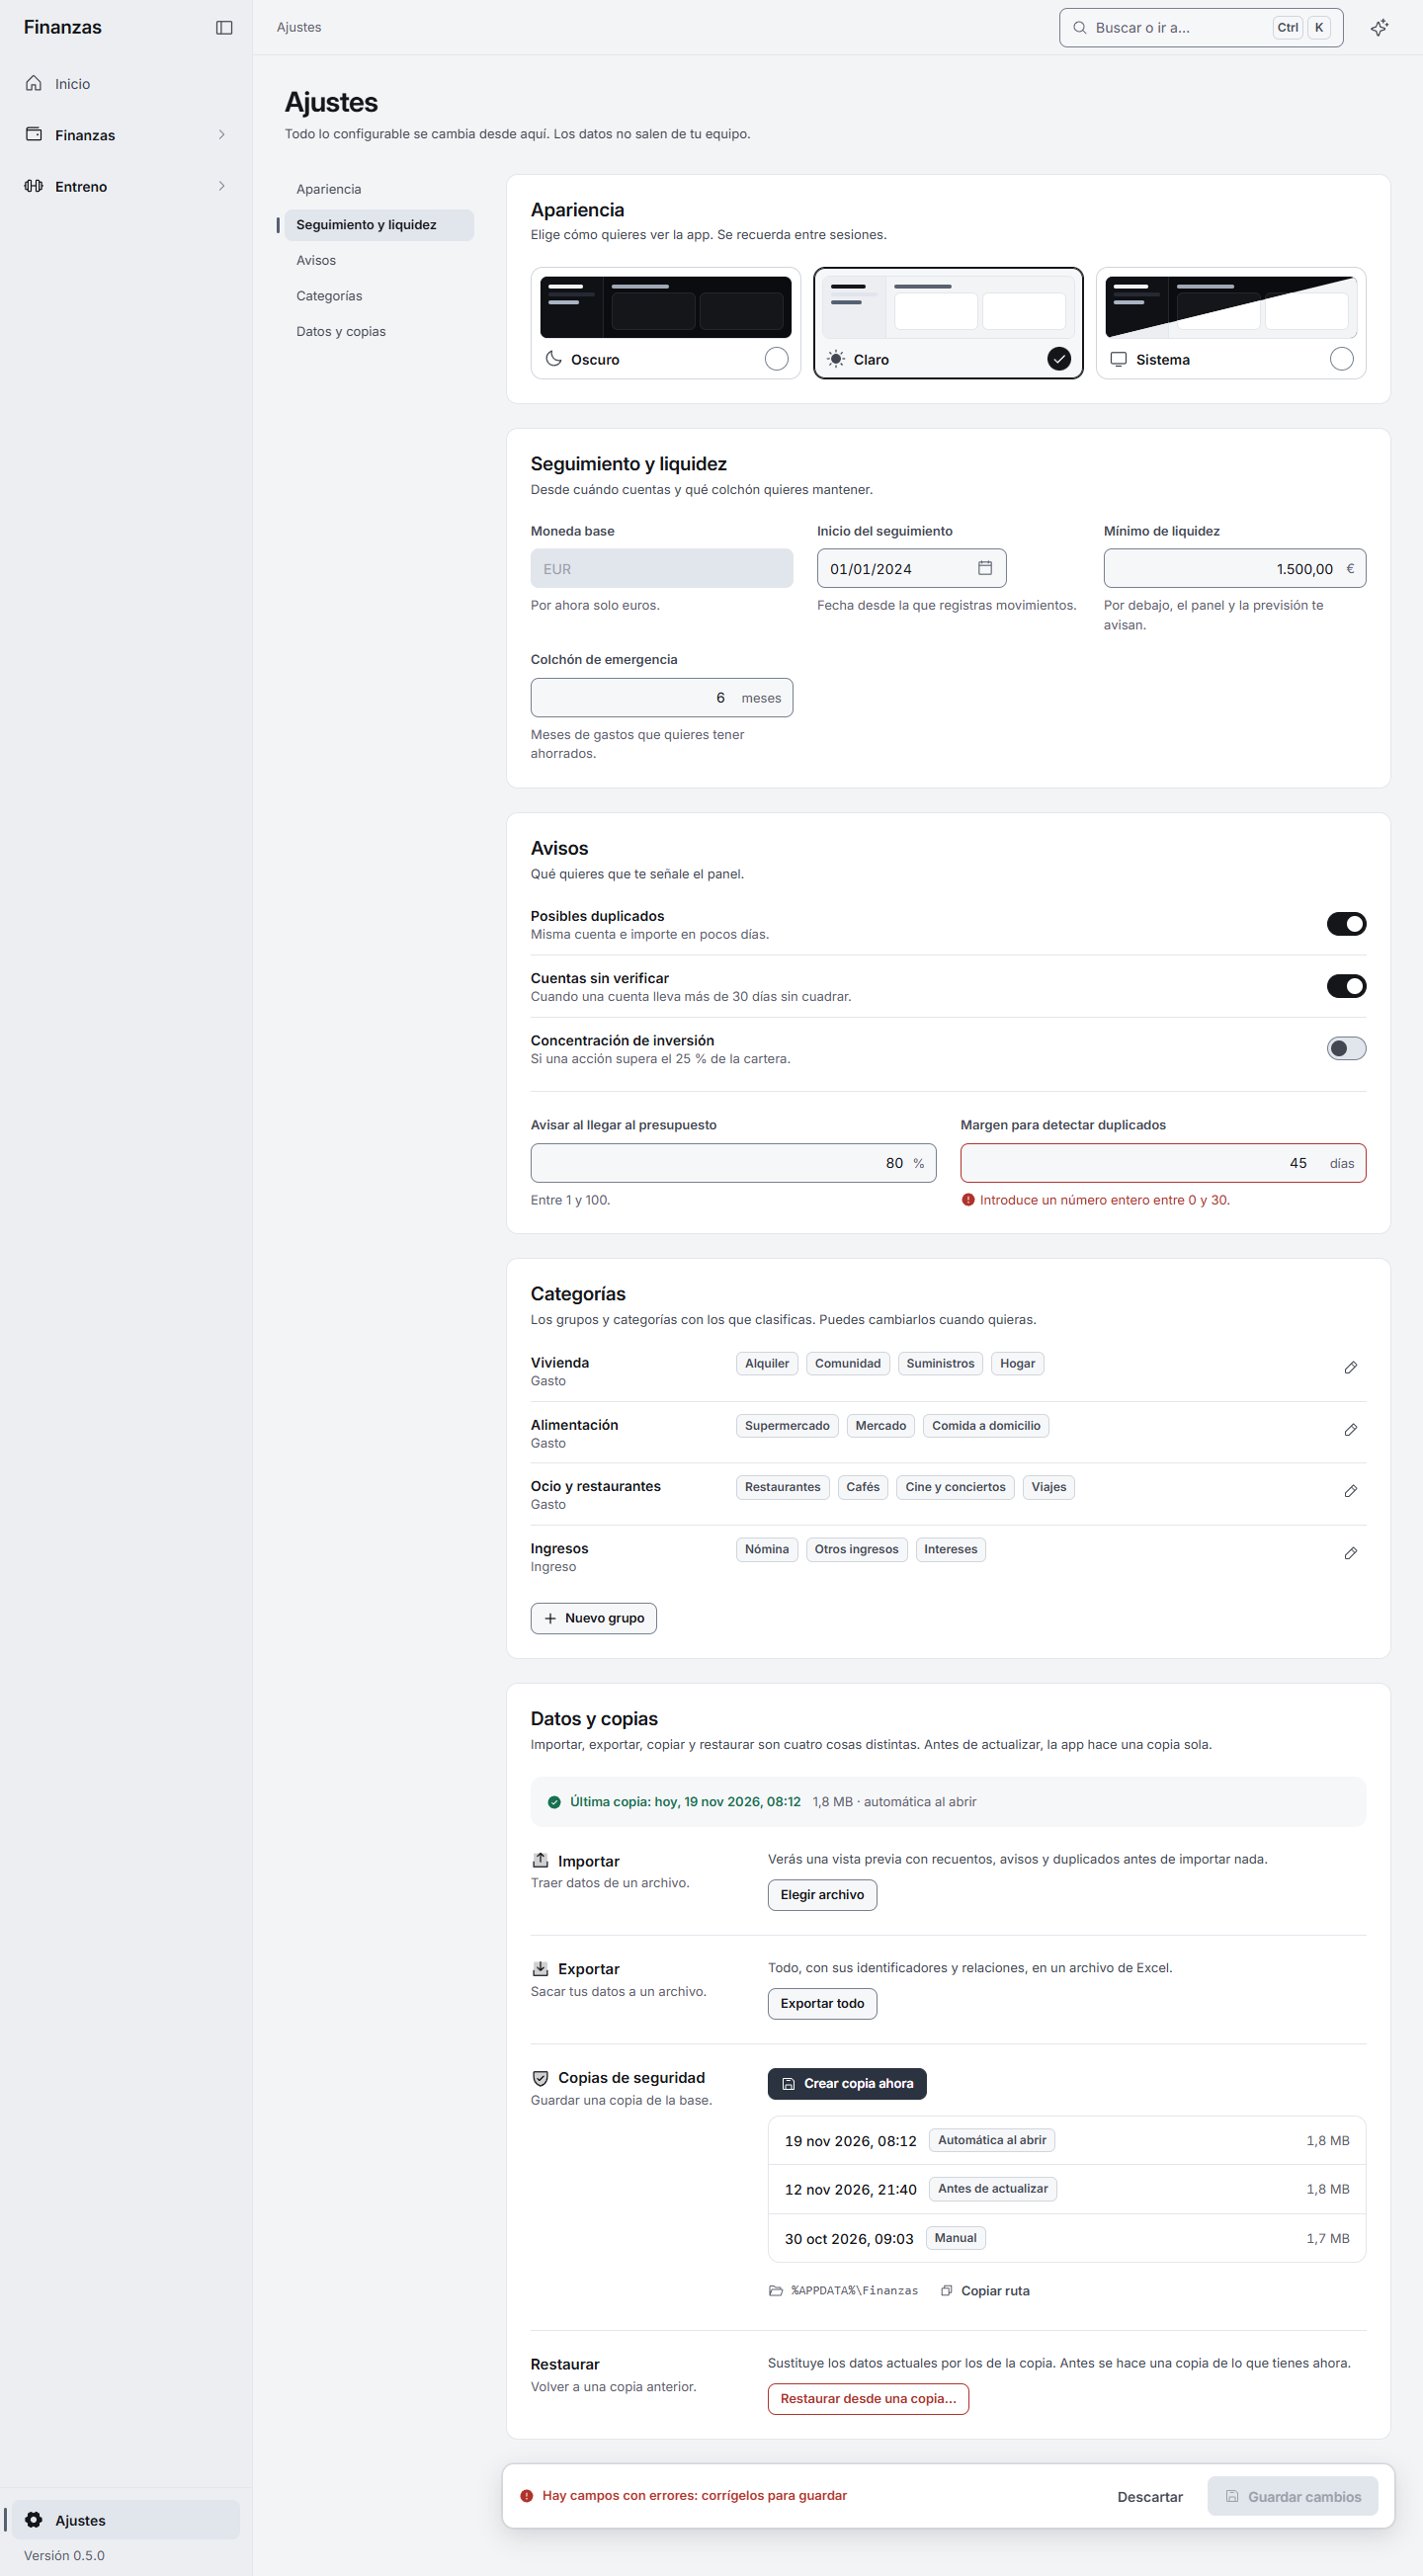 Finanzas
Inicio
Finanzas
Entreno
Ajustes
Versión 0.5.0
Ajustes
Buscar o ir a...
Ctrl
K
Ajustes
Todo lo configurable se cambia desde aquí. Los datos no salen de tu equipo.
Apariencia
Seguimiento y liquidez
Avisos
Categorías
Datos y copias
Apariencia
Elige cómo quieres ver la app. Se recuerda entre sesiones.
Oscuro
Claro
Sistema
Seguimiento y liquidez
Desde cuándo cuentas y qué colchón quieres mantener.
Moneda base
EUR
Por ahora solo euros.
Inicio del seguimiento
01/01/2024
Fecha desde la que registras movimientos.
Mínimo de liquidez
1.500,00 €
Por debajo, el panel y la previsión te
avisan.
Colchón de emergencia
6 meses
Meses de gastos que quieres tener
ahorrados.
Avisos
Qué quieres que te señale el panel.
Posibles duplicados
Misma cuenta e importe en pocos días.
Cuentas sin verificar
Cuando una cuenta lleva más de 30 días sin cuadrar.
Concentración de inversión
Si una acción supera el 25 % de la cartera.
Avisar al llegar al presupuesto
80 %
Entre 1 y 100.
Margen para detectar duplicados
45 días
Introduce un número entero entre 0 y 30.
Categorías
Los grupos y categorías con los que clasificas. Puedes cambiarlos cuando quieras.
Vivienda
Gasto
Alquiler Comunidad Suministros Hogar
Alimentación
Gasto
Supermercado Mercado Comida a domicilio
Ocio y restaurantes
Gasto
Restaurantes Cafés Cine y conciertos Viajes
Ingresos
Ingreso
Nómina Otros ingresos Intereses
Nuevo grupo
Datos y copias
Importar, exportar, copiar y restaurar son cuatro cosas distintas. Antes de actualizar, la app hace una copia sola.
Última copia: hoy, 19 nov 2026, 08:12 1,8 MB · automática al abrir
Importar
Traer datos de un archivo.
Verás una vista previa con recuentos, avisos y duplicados antes de importar nada.
Elegir archivo
Exportar
Sacar tus datos a un archivo.
Todo, con sus identificadores y relaciones, en un archivo de Excel.
Exportar todo
Copias de seguridad
Guardar una copia de la base.
Crear copia ahora
19 nov 2026, 08:12 Automática al abrir 1,8 MB
12 nov 2026, 21:40 Antes de actualizar 1,8 MB
30 oct 2026, 09:03 Manual 1,7 MB
%APPDATA%\Finanzas Copiar ruta
Restaurar
Volver a una copia anterior.
Sustituye los datos actuales por los de la copia. Antes se hace una copia de lo que tienes ahora.
Restaurar desde una copia...
Hay campos con errores: corrígelos para guardar
Descartar
Guardar cambios